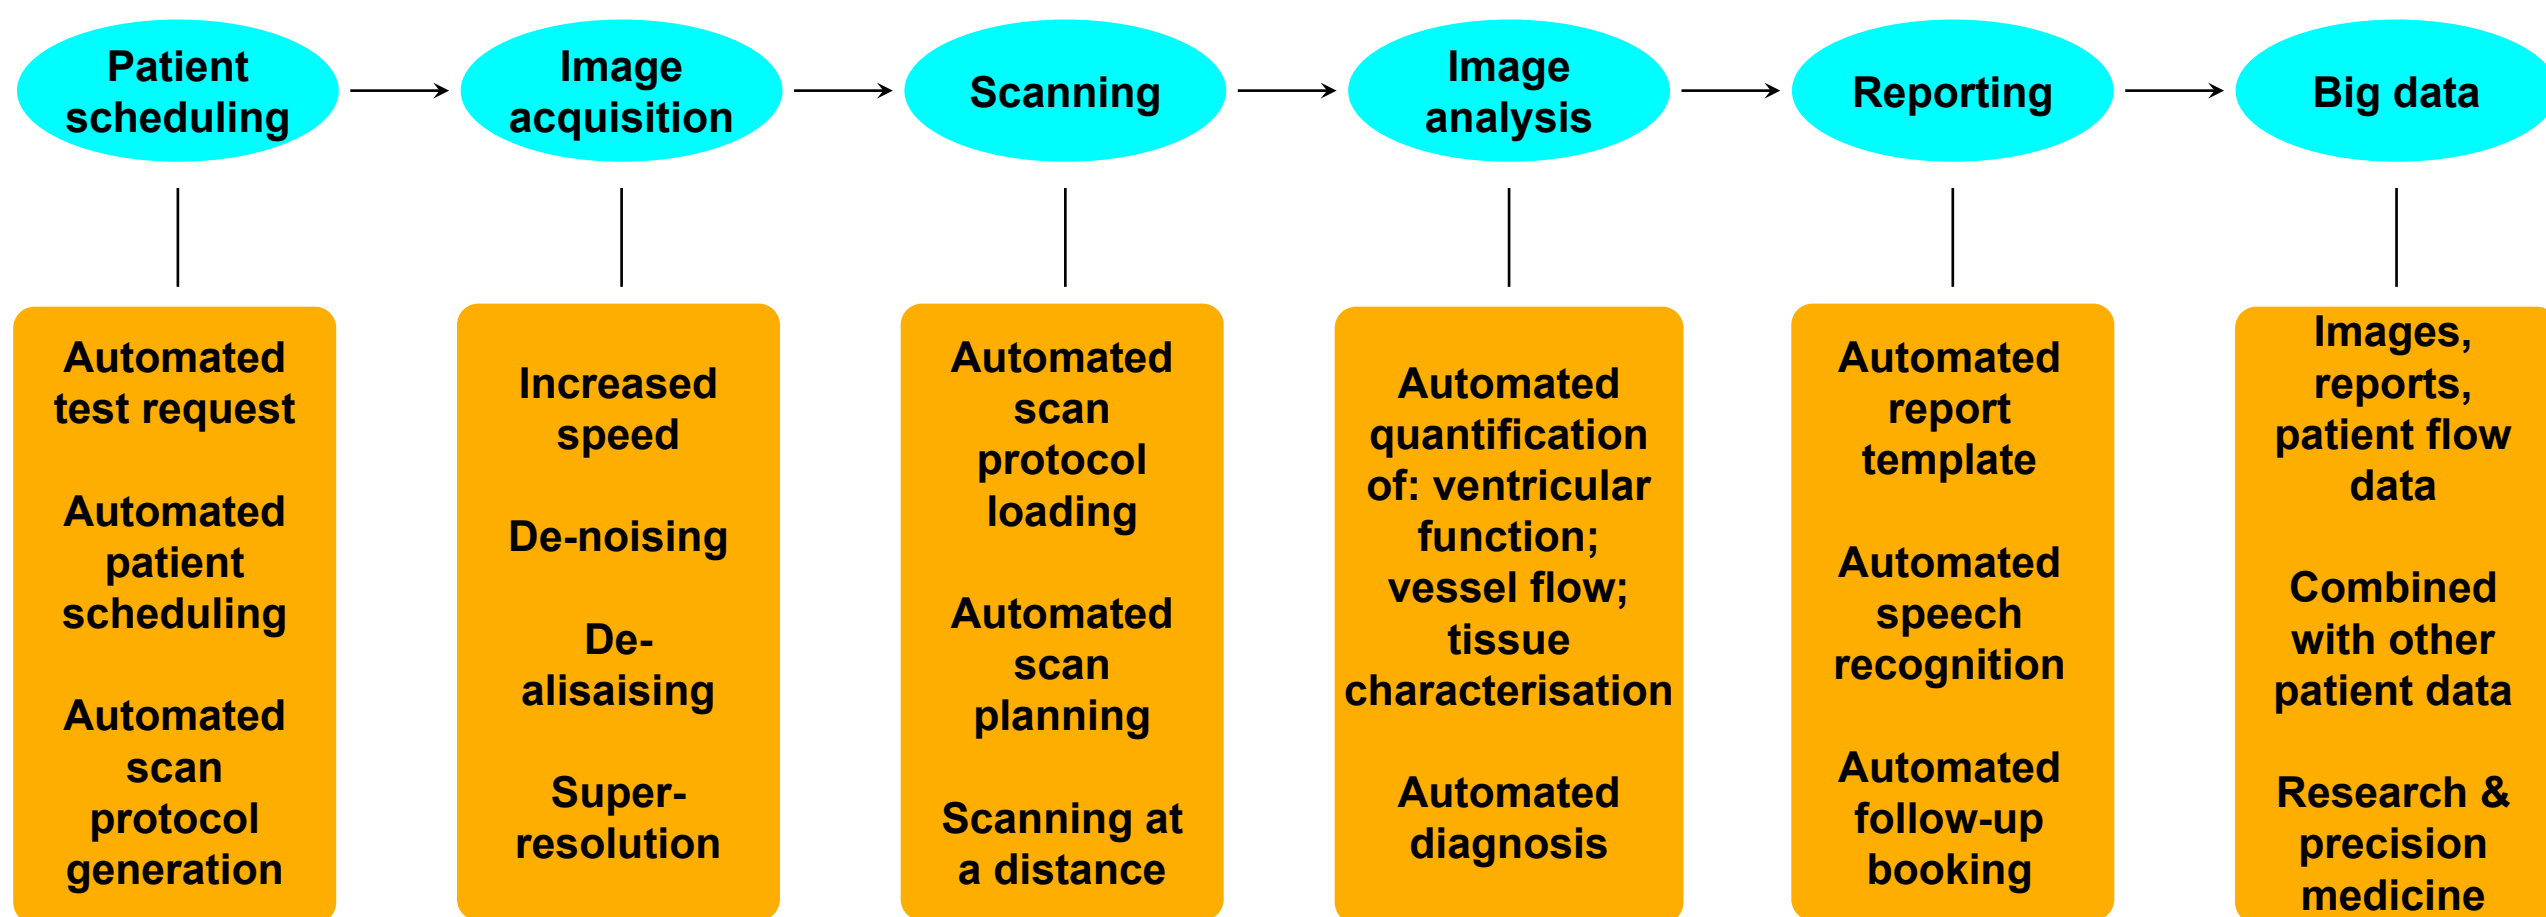 Patient
scheduling
Image
acquisition
Scanning
Image
analysis
Reporting
Big data
Automated
test request
Automated
patient
scheduling
Automated
scan
protocol
generation
Increased
speed
De-noising
De-
alisaising
Super-
resolution
Automated
scan
protocol
loading
Automated
scan
planning
Scanning at
a distance
Automated
quantification
of: ventricular
function;
vessel flow;
tissue
characterisation
Automated
diagnosis
Automated
report
template
Automated
speech
recognition
Automated
follow-up
booking
Images,
reports,
patient flow
data
Combined
with other
patient data
Research &
precision
medicine